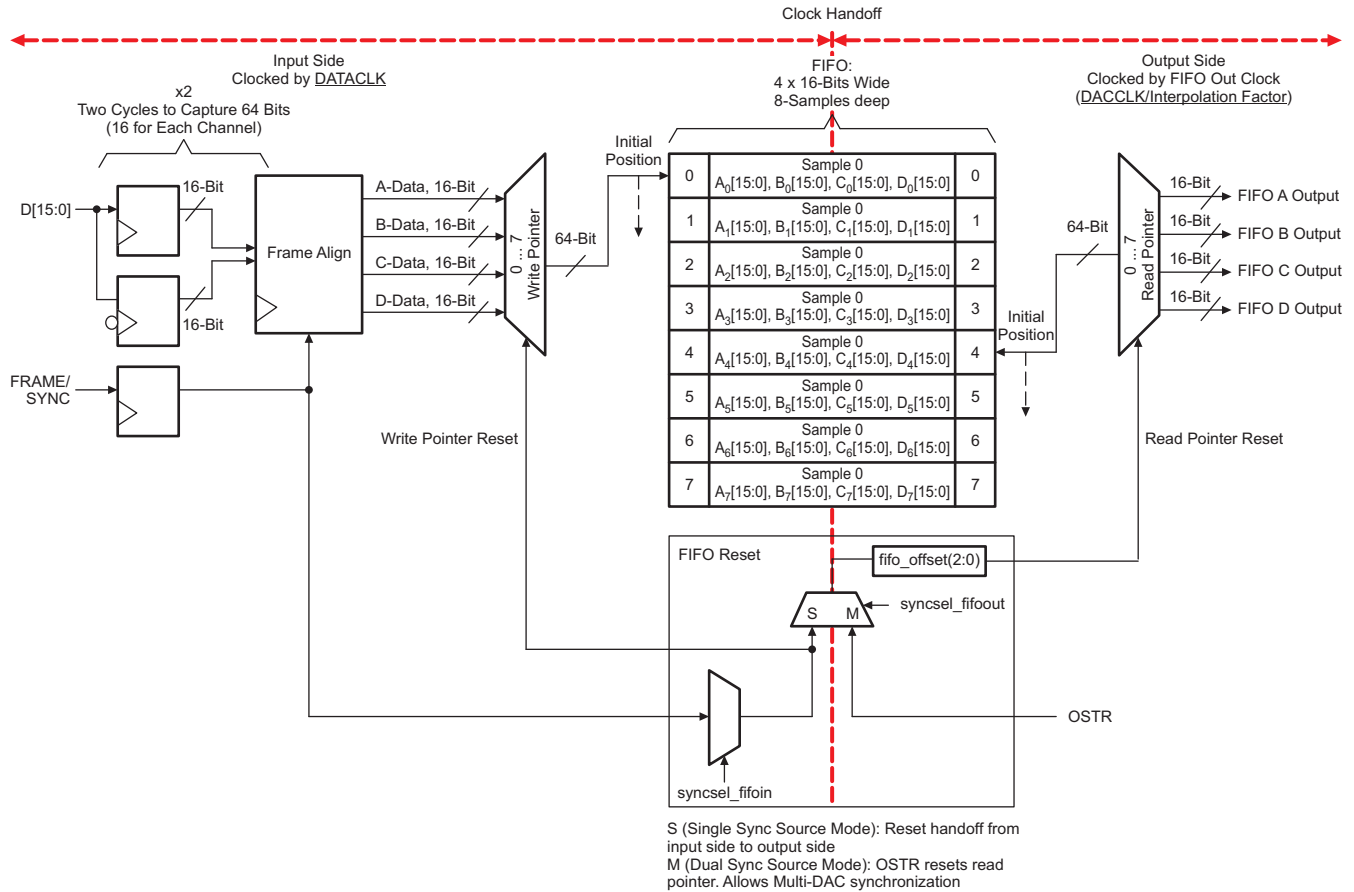 Clock Handoff
Input Side
Clocked by DATACLK
FIFO:
4 x 16-Bits Wide
8-Samples deep
Output Side
Clocked by FIFO Out Clock
(DACCLK/Interpolation Factor)
x2
Two Cycles to Capture 64 Bits
(16 for Each Channel)
D[15:0]
16-Bit
16-Bit
FRAME/
SYNC
Frame Align
A-Data, 16-Bit
B-Data, 16-Bit
C-Data, 16-Bit
D-Data, 16-Bit
0 ... 7
Write Pointer
64-Bit
Initial
Position
0 Sample 0 0
A0[15:0], B0[15:0], C0[15:0], D0[15:0]
1 Sample 0 1
A1[15:0], B1[15:0], C1[15:0], D1[15:0]
2 Sample 0 2
A2[15:0], B2[15:0], C2[15:0], D2[15:0]
3 Sample 0 3
A3[15:0], B3[15:0], C3[15:0], D3[15:0]
4 Sample 0 4
A4[15:0], B4[15:0], C4[15:0], D4[15:0]
5 Sample 0 5
A5[15:0], B5[15:0], C5[15:0], D5[15:0]
6 Sample 0 6
A6[15:0], B6[15:0], C6[15:0], D6[15:0]
7 Sample 0 7
A7[15:0], B7[15:0], C7[15:0], D7[15:0]
Initial
Position
64-Bit
0 ... 7
Read Pointer
16-Bit
FIFO A Output
16-Bit
FIFO B Output
16-Bit
FIFO C Output
16-Bit
FIFO D Output
Write Pointer Reset
Read Pointer Reset
FIFO Reset
fifo_offset(2:0)
S M
syncsel_fifoout
OSTR
syncsel_fifoin
S (Single Sync Source Mode): Reset handoff from
input side to output side
M (Dual Sync Source Mode): OSTR resets read
pointer. Allows Multi-DAC synchronization